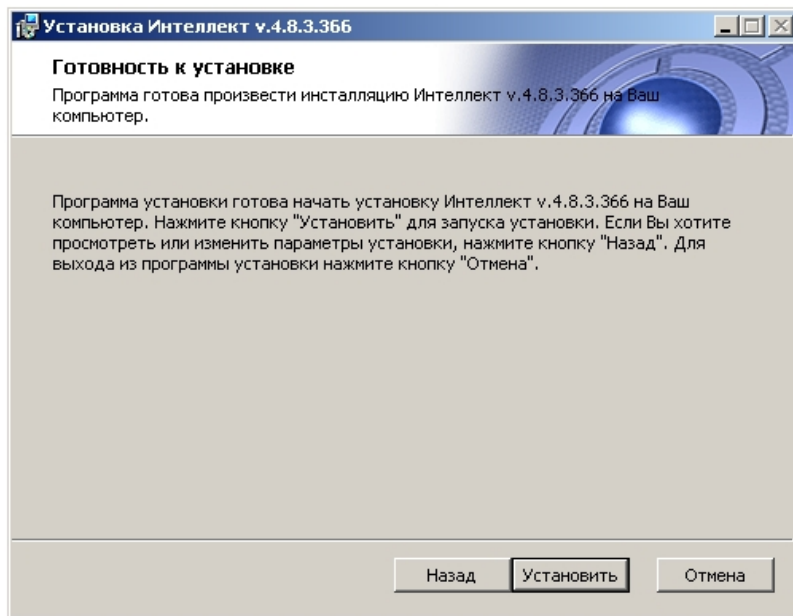 Установка Интеллект v.4.8.3.366
Готовность к установке
Программа готова произвести инсталляцию Интеллект v.4.8.3.366 на Ваш
компьютер.
Программа установки готова начать установку Интеллект v.4.8.3.366 на Ваш
компьютер. Нажмите кнопку "Установить" для запуска установки. Если Вы хотите
просмотреть или изменить параметры установки, нажмите кнопку "Назад". Для
выхода из программы установки нажмите кнопку "Отмена".
Назад Установить Отмена